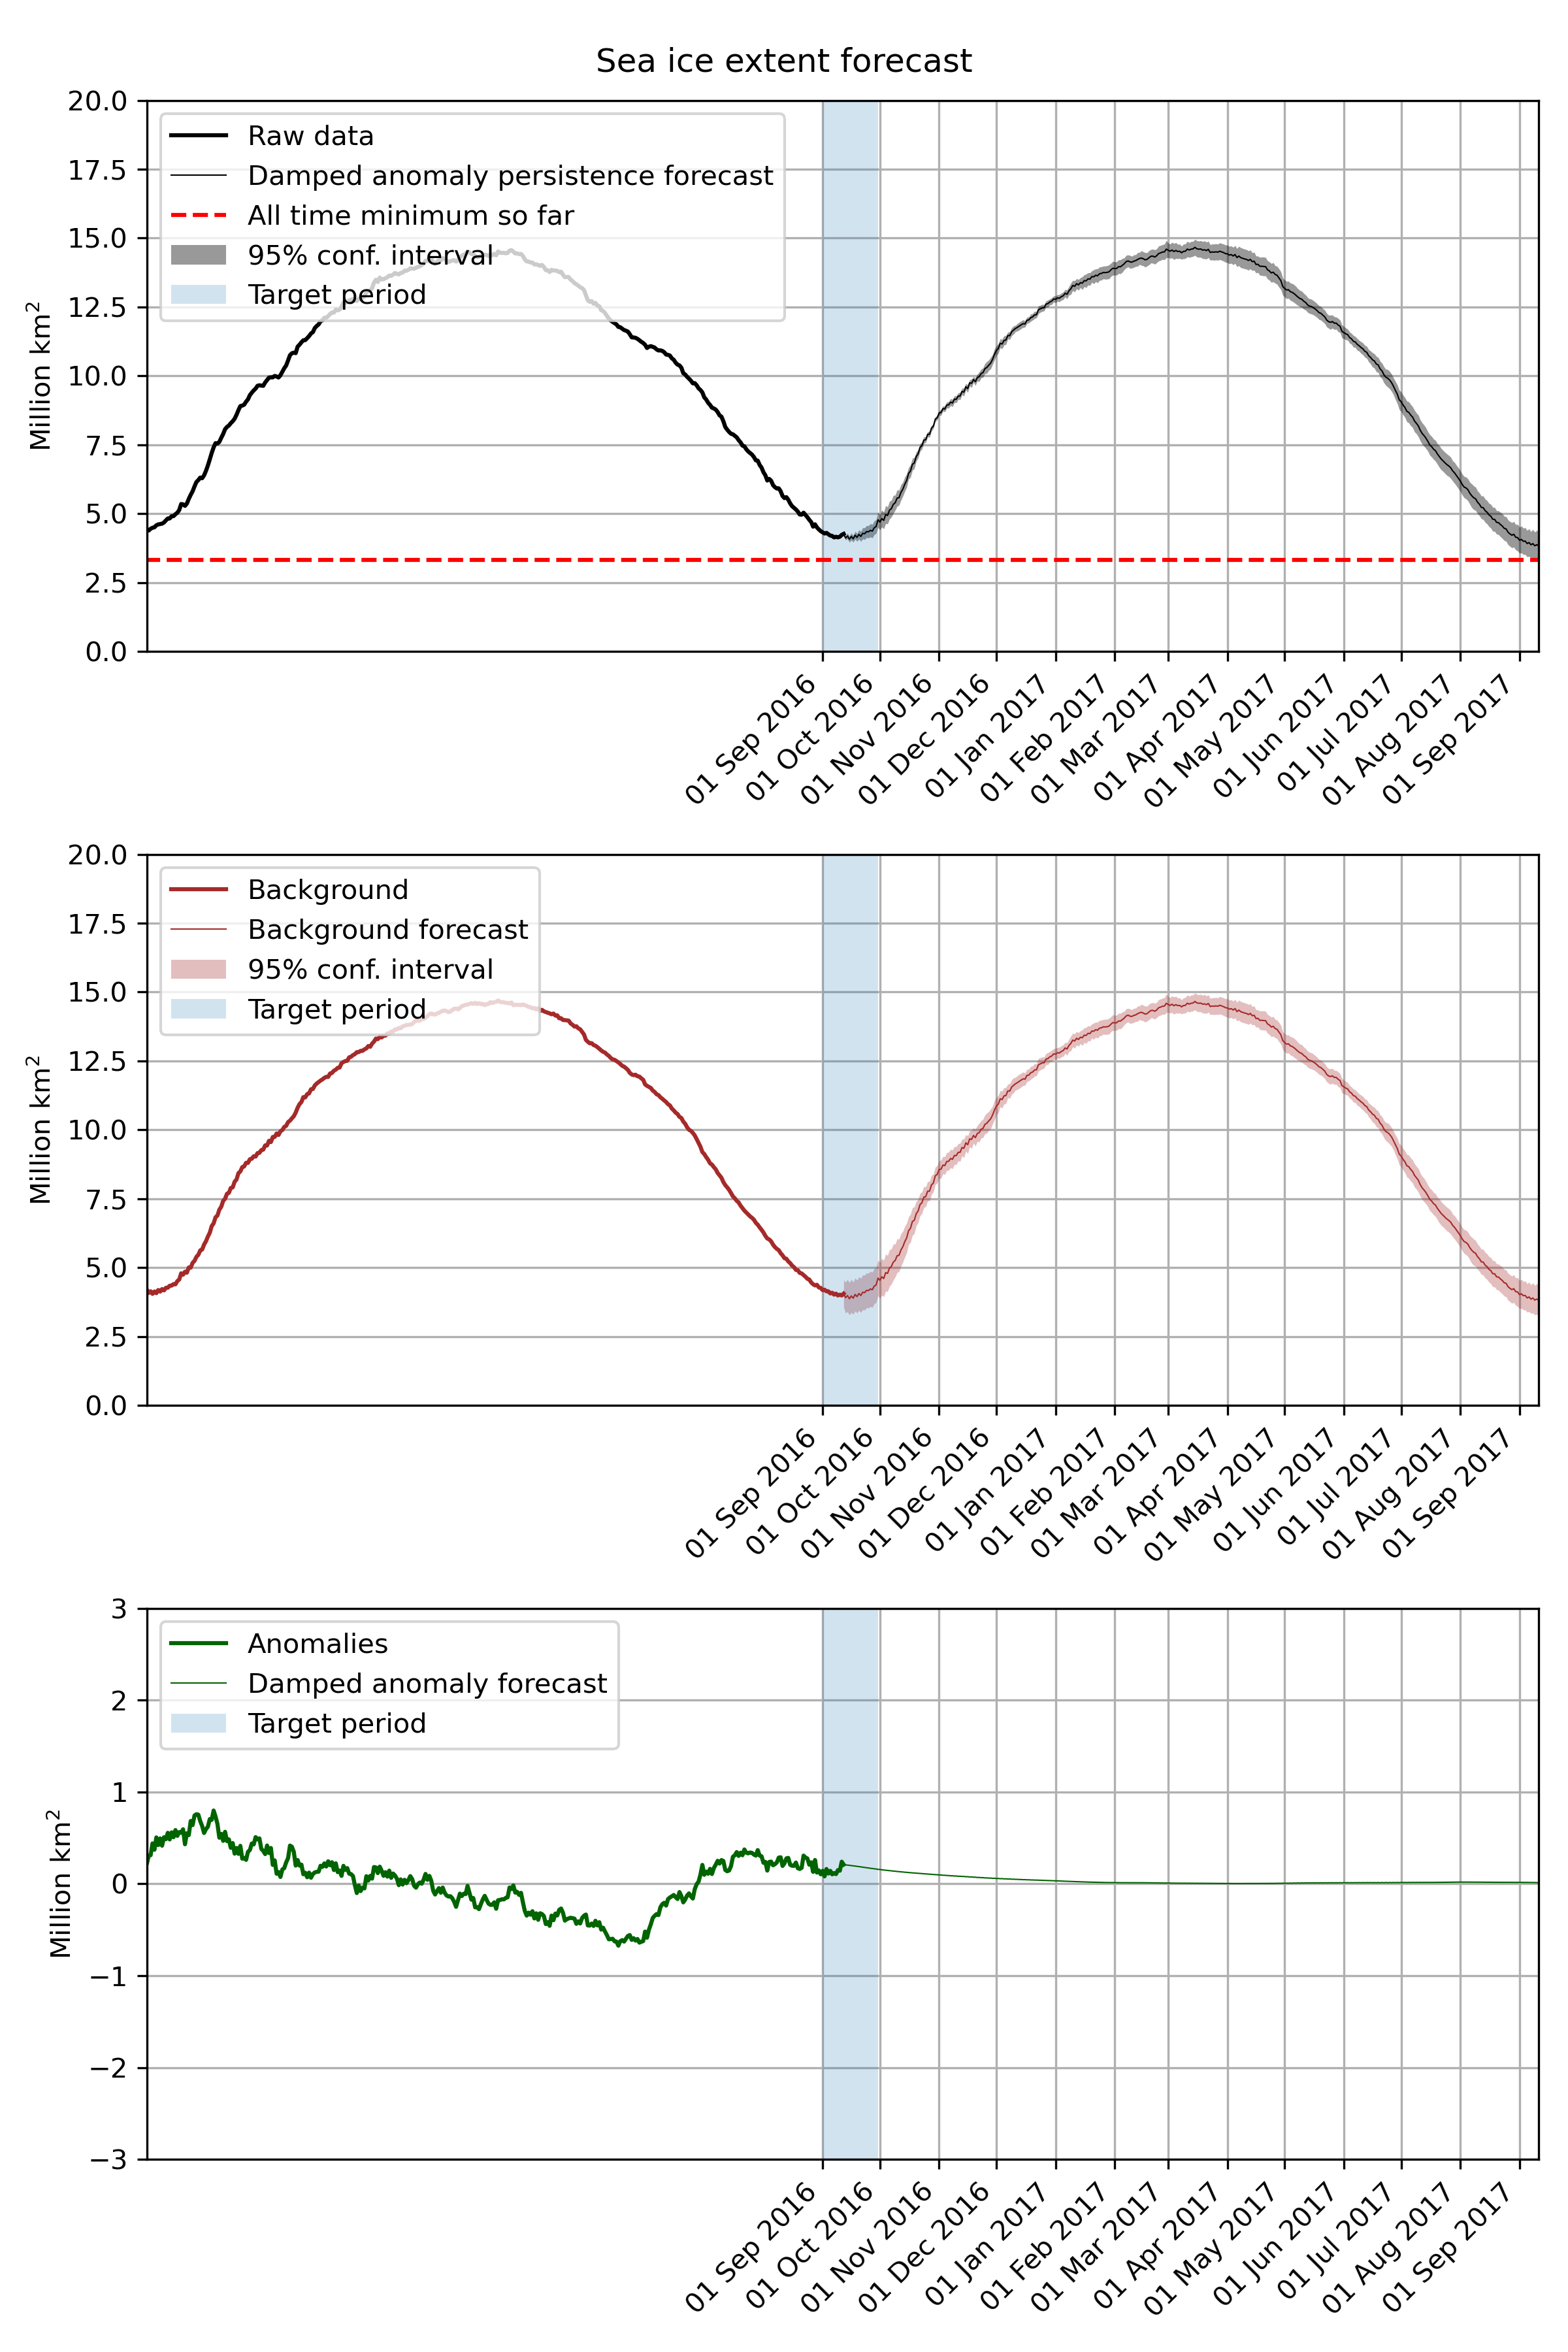 Sea ice extent forecast
20.0
17.5
15.0
12.5
10.0
7.5
5.0
2.5
0.0
Million km²
Raw data
Damped anomaly persistence forecast
All time minimum so far
95% conf. interval
Target period
01 Sep 2016
01 Oct 2016
01 Nov 2016
01 Dec 2016
01 Jan 2017
01 Feb 2017
01 Mar 2017
01 Apr 2017
01 May 2017
01 Jun 2017
01 Jul 2017
01 Aug 2017
01 Sep 2017
20.0
17.5
15.0
12.5
10.0
7.5
5.0
2.5
0.0
Million km²
Background
Background forecast
95% conf. interval
Target period
01 Sep 2016
01 Oct 2016
01 Nov 2016
01 Dec 2016
01 Jan 2017
01 Feb 2017
01 Mar 2017
01 Apr 2017
01 May 2017
01 Jun 2017
01 Jul 2017
01 Aug 2017
01 Sep 2017
3
2
1
0
−1
−2
−3
Million km²
Anomalies
Damped anomaly forecast
Target period
01 Sep 2016
01 Oct 2016
01 Nov 2016
01 Dec 2016
01 Jan 2017
01 Feb 2017
01 Mar 2017
01 Apr 2017
01 May 2017
01 Jun 2017
01 Jul 2017
01 Aug 2017
01 Sep 2017